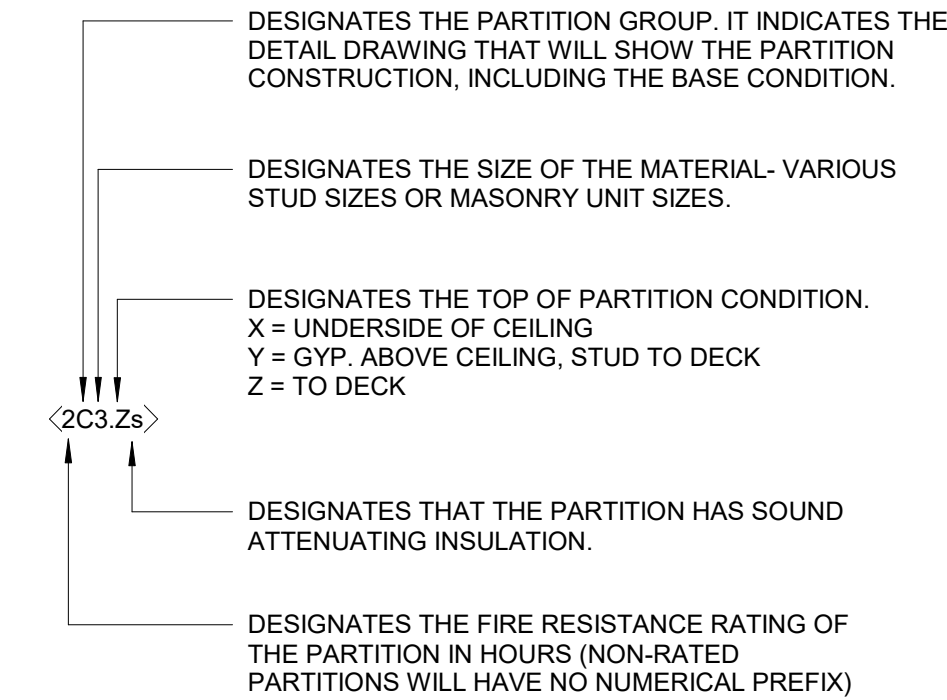 DESIGNATES THE PARTITION GROUP. IT INDICATES THE
DETAIL DRAWING THAT WILL SHOW THE PARTITION
CONSTRUCTION, INCLUDING THE BASE CONDITION.
DESIGNATES THE SIZE OF THE MATERIAL- VARIOUS
STUD SIZES OR MASONRY UNIT SIZES.
DESIGNATES THE TOP OF PARTITION CONDITION.
X = UNDERSIDE OF CEILING
Y = GYP. ABOVE CEILING, STUD TO DECK
Z = TO DECK
2C3.Zs
DESIGNATES THAT THE PARTITION HAS SOUND
ATTENUATING INSULATION.
DESIGNATES THE FIRE RESISTANCE RATING OF
THE PARTITION IN HOURS (NON-RATED
PARTITIONS WILL HAVE NO NUMERICAL PREFIX)